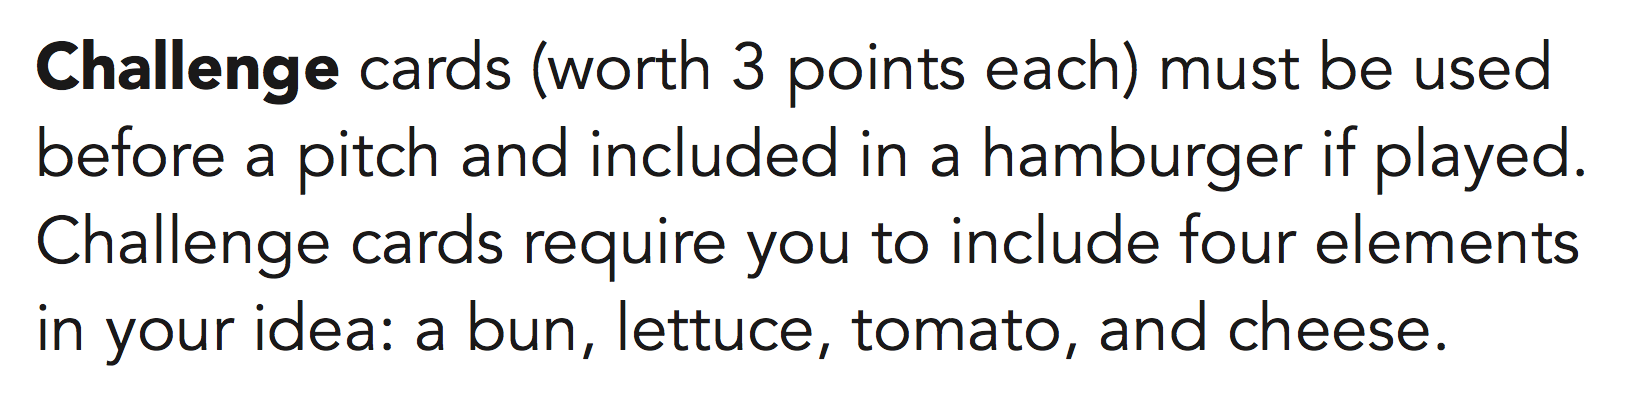 Challenge cards (worth 3 points each) must be used
before a pitch and included in a hamburger if played.
Challenge cards require you to include four elements
in your idea: a bun, lettuce, tomato, and cheese.